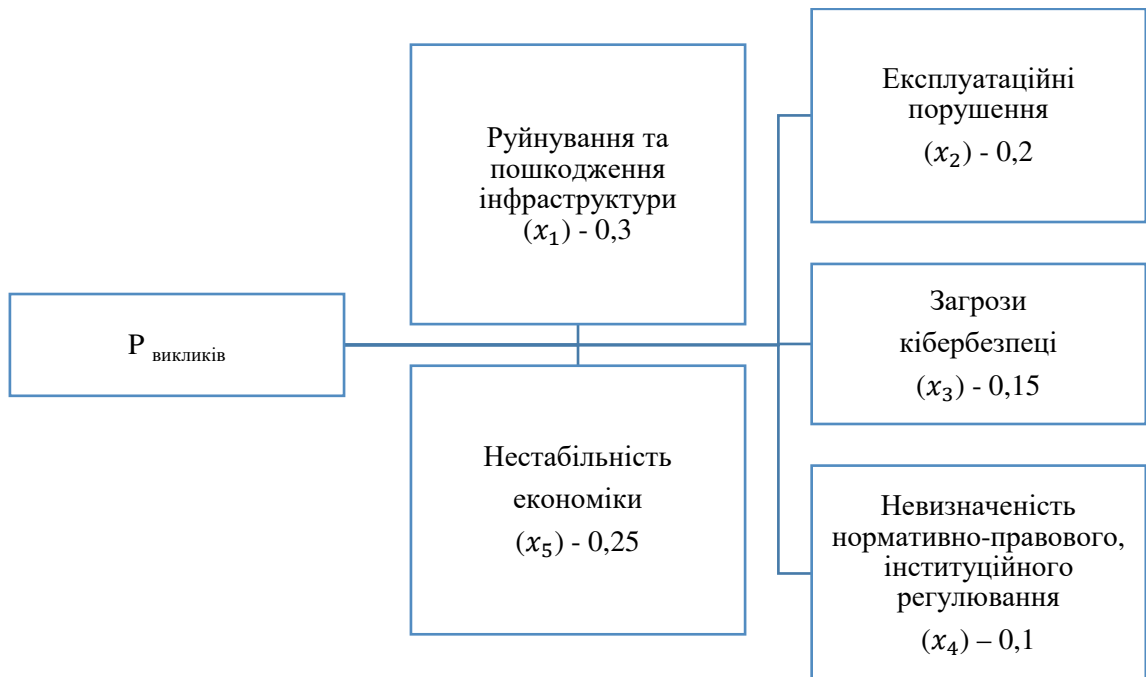 Р викликів
Руйнування та
пошкодження
інфраструктури
(𝑥₁) - 0,3
Нестабільність
економіки
(𝑥₅) - 0,25
Експлуатаційні
порушення
(𝑥₂) - 0,2
Загрози
кібербезпеці
(𝑥₃) - 0,15
Невизначеність
нормативно-правового,
інституційного
регулювання
(𝑥₄) – 0,1